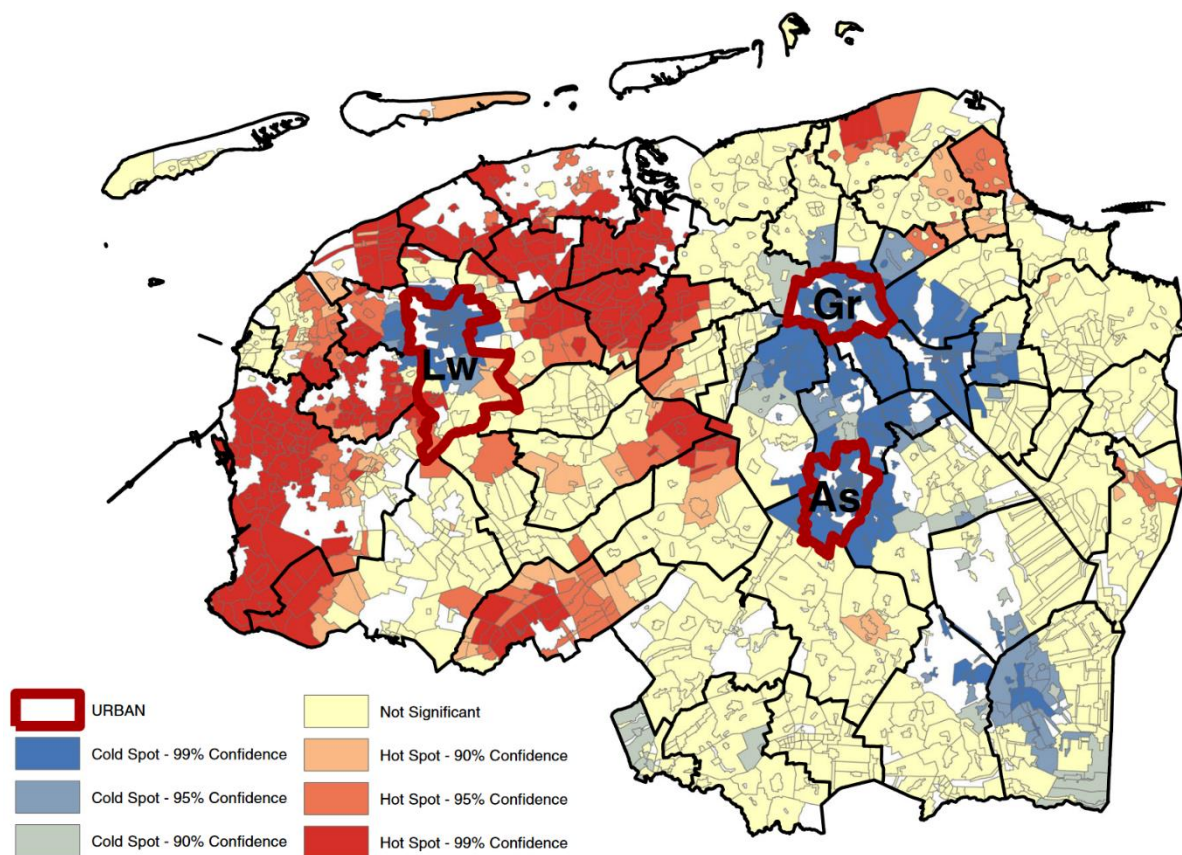 Gr
Lw
As
URBAN
Cold Spot - 99% Confidence
Cold Spot - 95% Confidence
Cold Spot - 90% Confidence
Not Significant
Hot Spot - 90% Confidence
Hot Spot - 95% Confidence
Hot Spot - 99% Confidence